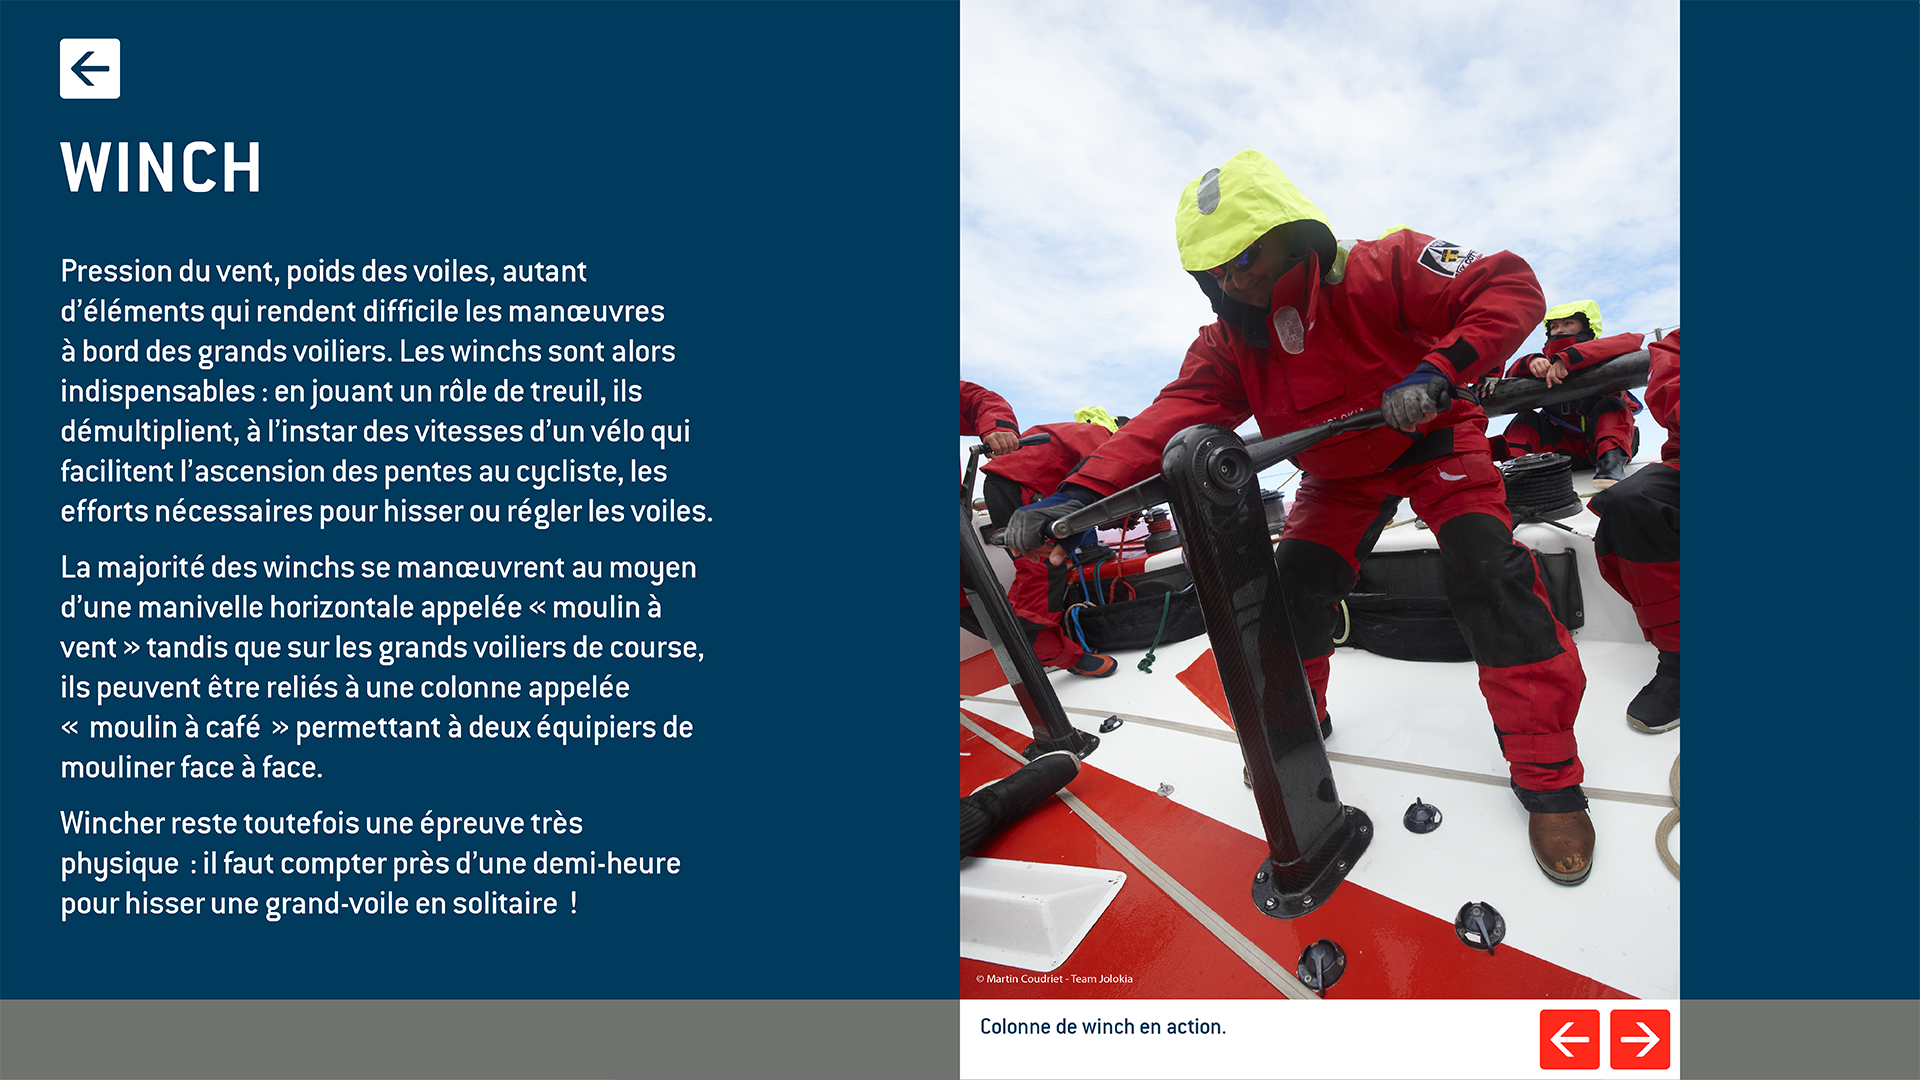 WINCH
Pression du vent, poids des voiles, autant
d’éléments qui rendent difficile les manœuvres
à bord des grands voiliers. Les winchs sont alors
indispensables : en jouant un rôle de treuil, ils
démultiplient, à l’instar des vitesses d’un vélo qui
facilitent l’ascension des pentes au cycliste, les
efforts nécessaires pour hisser ou régler les voiles.
La majorité des winchs se manœuvrent au moyen
d’une manivelle horizontale appelée « moulin à
vent » tandis que sur les grands voiliers de course,
ils peuvent être reliés à une colonne appelée
«  moulin à café  » permettant à deux équipiers de
mouliner face à face.
Wincher reste toutefois une épreuve très
physique  : il faut compter près d’une demi-heure
pour hisser une grand-voile en solitaire  !
© Martin Coudriet - Team Jolokia
Colonne de winch en action.